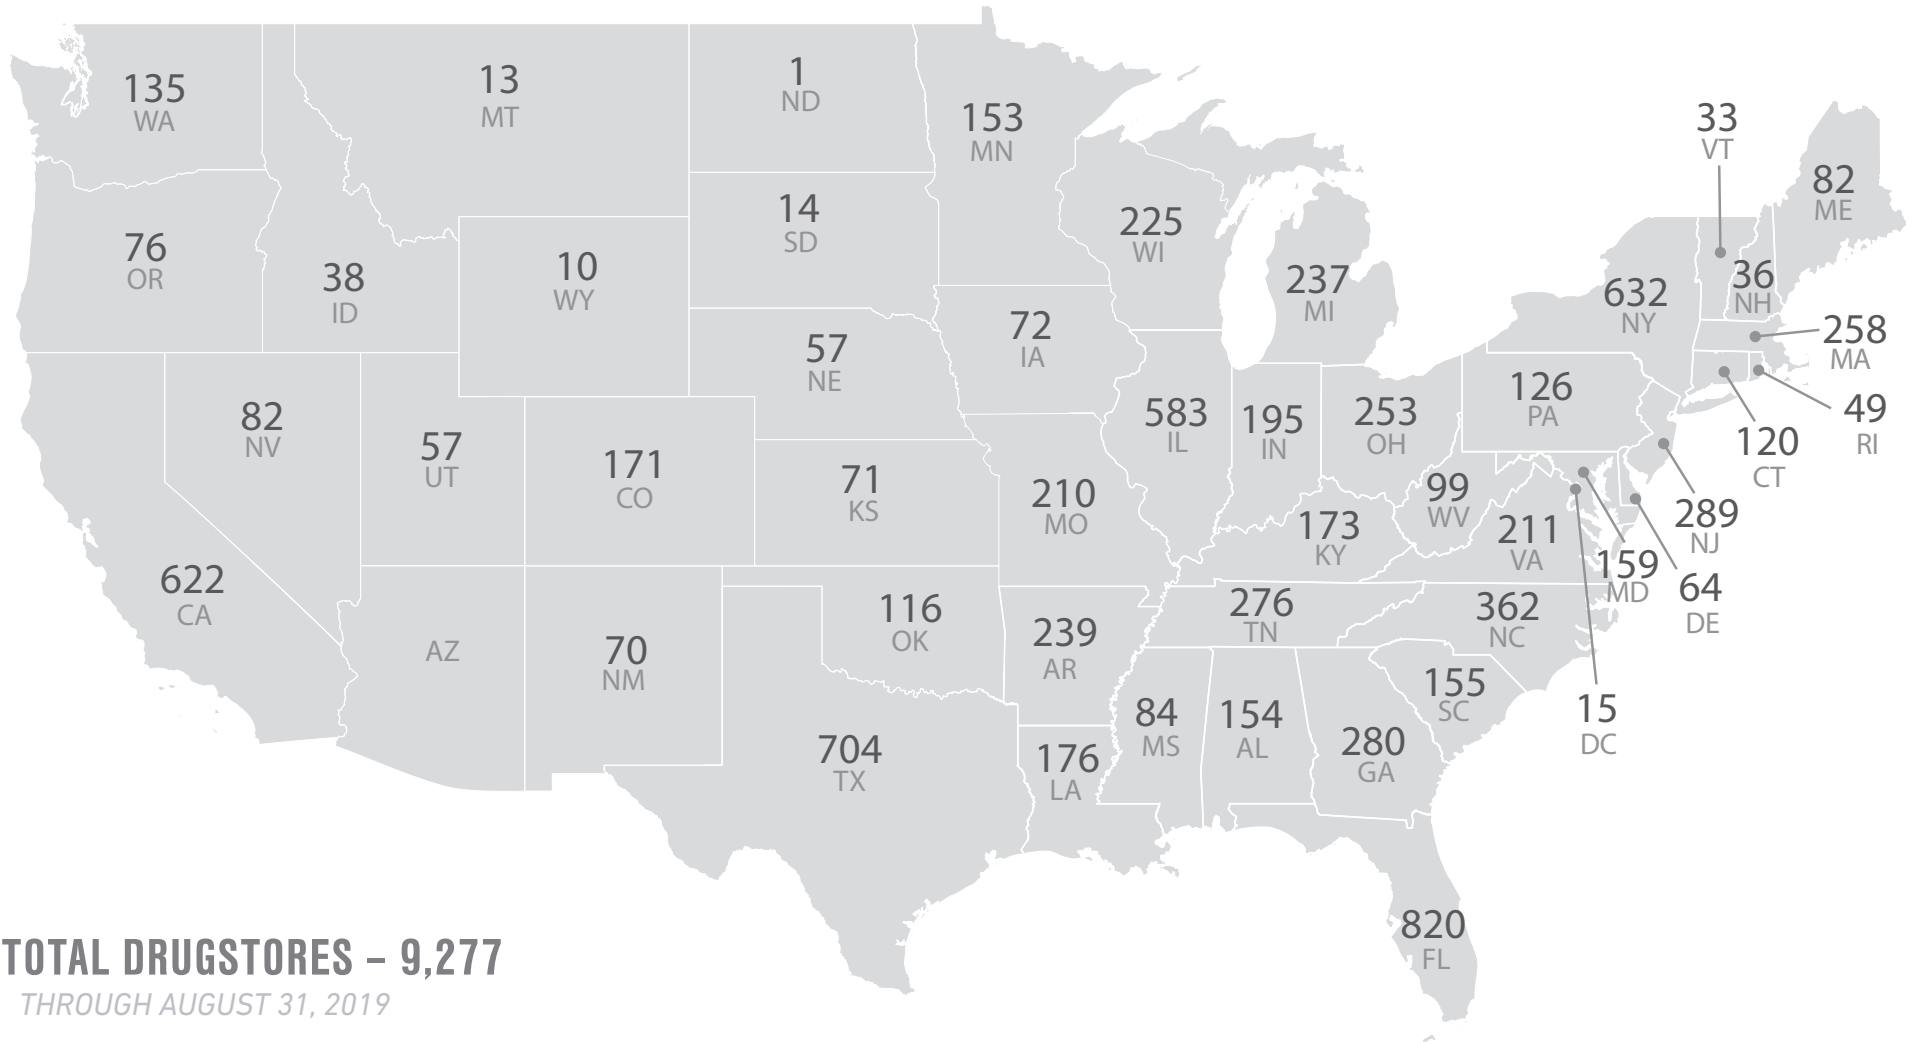 135
WA
13
MT
1
ND
153
MN
33
VT
82
ME
76
OR
38
ID
10
WY
14
SD
225
WI
237
MI
632
NY
36
NH
258
MA
82
NV
57
UT
171
CO
57
NE
72
IA
583
IL
195
IN
253
OH
126
PA
49
RI
120
CT
71
KS
210
MO
173
KY
99
WV
211
VA
289
NJ
159
MD
64
DE
622
CA
AZ
70
NM
116
OK
239
AR
276
TN
362
NC
155
SC
15
DC
704
TX
176
LA
84
MS
154
AL
280
GA
820
FL
TOTAL DRUGSTORES – 9,277
THROUGH AUGUST 31, 2019